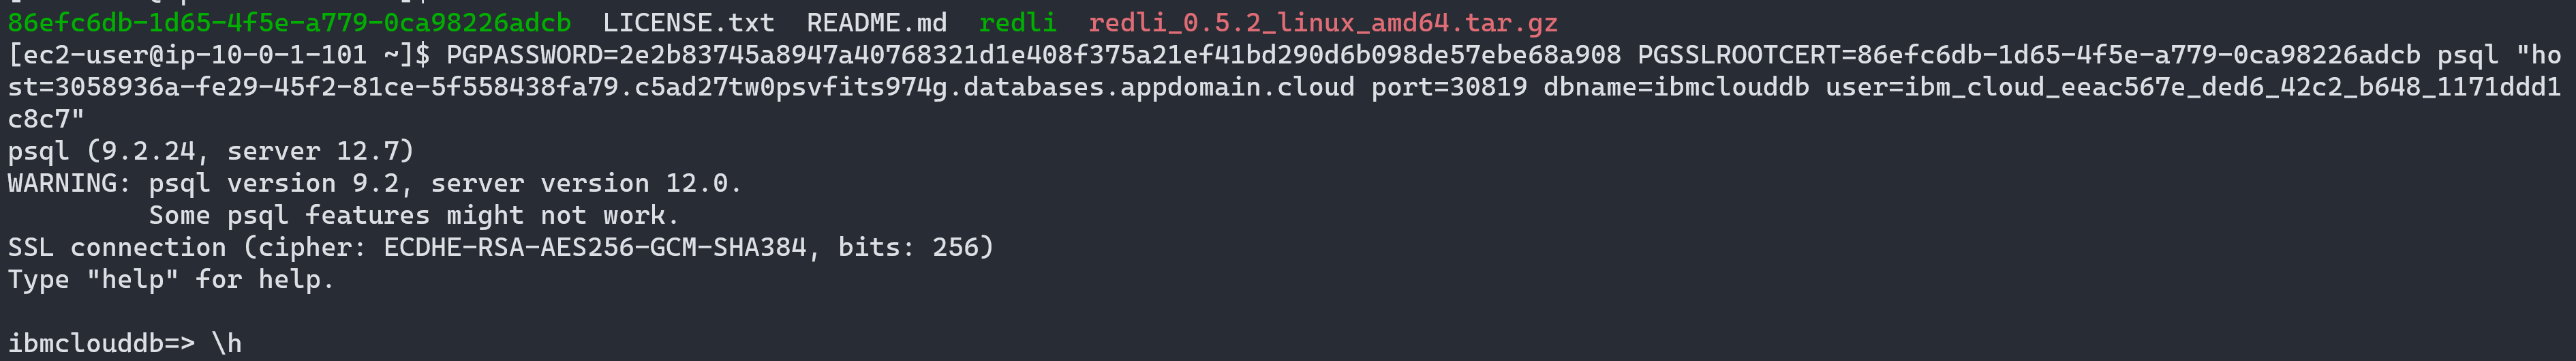 86efc6db-1d65-4f5e-a779-0ca98226adcb  LICENSE.txt  README.md  redli  redli_0.5.2_linux_amd64.tar.gz
[ec2-user@ip-10-0-1-101 ~]$ PGPASSWORD=2e2b83745a8947a40768321d1e408f375a21ef41bd290d6b098de57ebe68a908 PGSSLROOTCERT=86efc6db-1d65-4f5e-a779-0ca98226adcb psql "ho
st=3058936a-fe29-45f2-81ce-5f558438fa79.c5ad27tw0psvfits974g.databases.appdomain.cloud port=30819 dbname=ibmclouddb user=ibm_cloud_eeac567e_ded6_42c2_b648_1171ddd1
c8c7"
psql (9.2.24, server 12.7)
WARNING: psql version 9.2, server version 12.0.
         Some psql features might not work.
SSL connection (cipher: ECDHE-RSA-AES256-GCM-SHA384, bits: 256)
Type "help" for help.

ibmclouddb=> \h